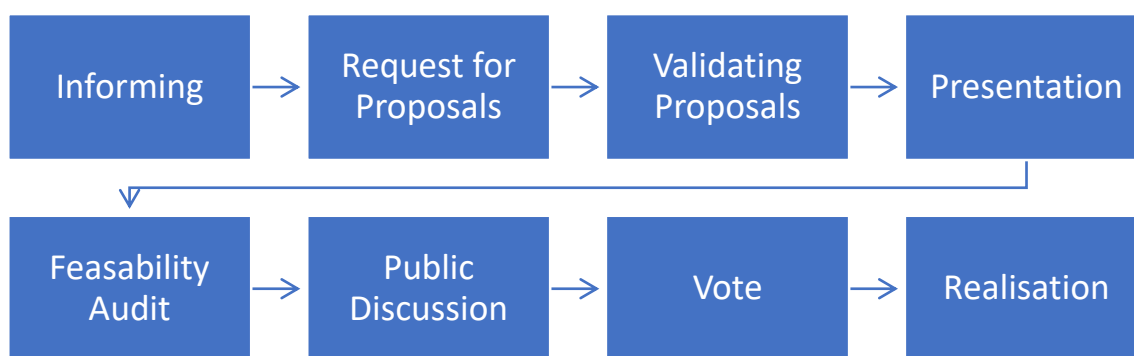 Informing
Request for
Proposals
Validating
Proposals
Presentation
Feasability
Audit
Public
Discussion
Vote
Realisation